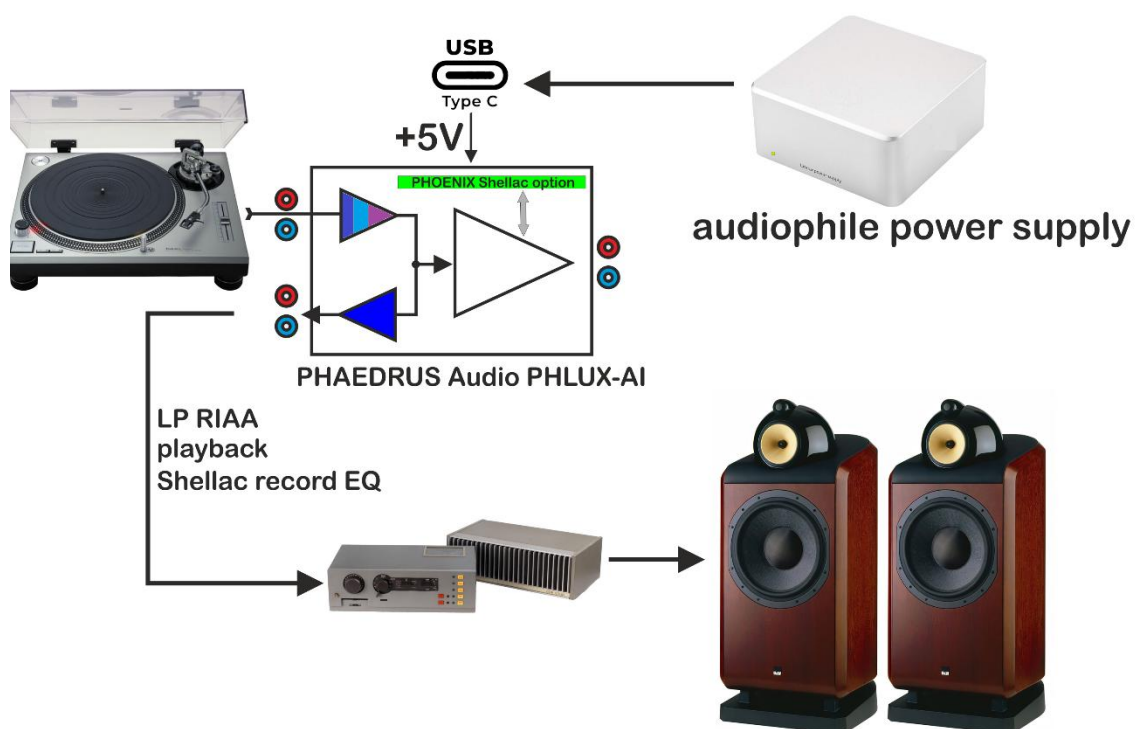 USB
Type C
+5V
PHOENIX Shellac option
audiophile power supply
PHAEDRUS Audio PHLUX-AI
LP RIAA
playback
Shellac record EQ